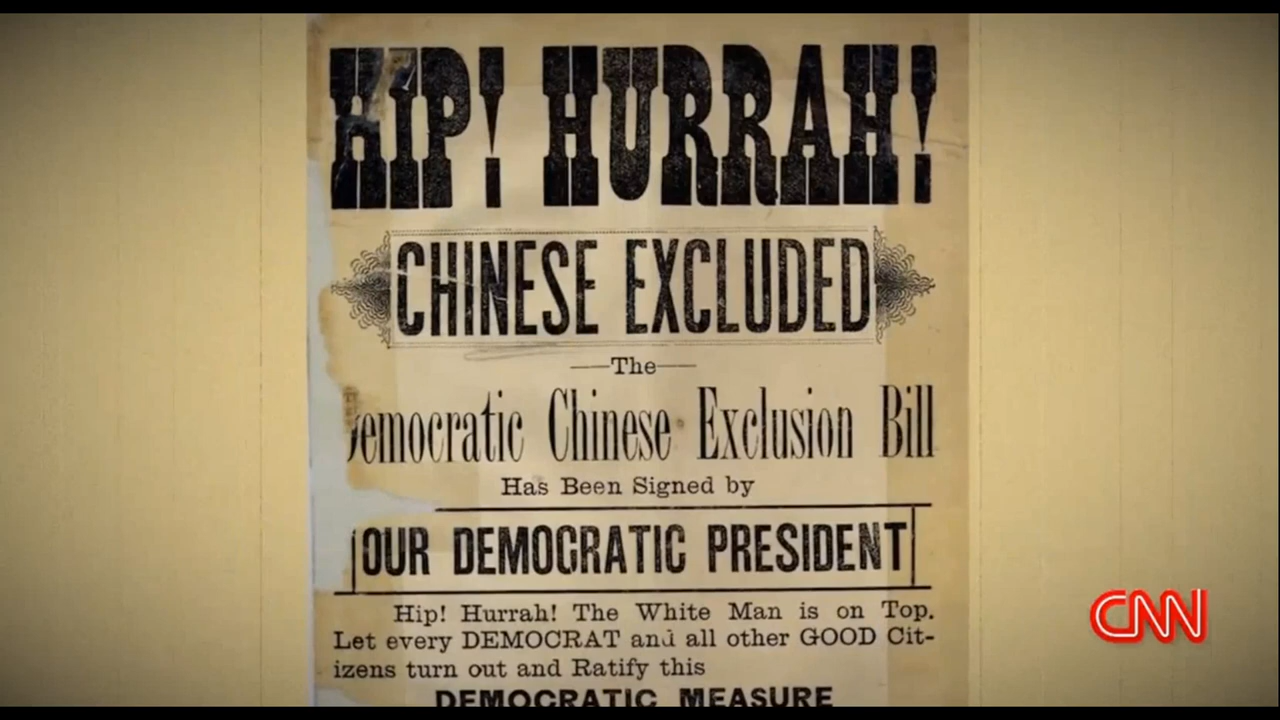 HIP! HURRAH!
CHINESE EXCLUDED
The
Democratic Chinese Exclusion Bill
Has Been Signed by
OUR DEMOCRATIC PRESIDENT
Hip! Hurrah! The White Man is on Top.
Let every DEMOCRAT and all other GOOD Cit-
izens turn out and Ratify this
DEMOCRATIC MEASURE
CNN